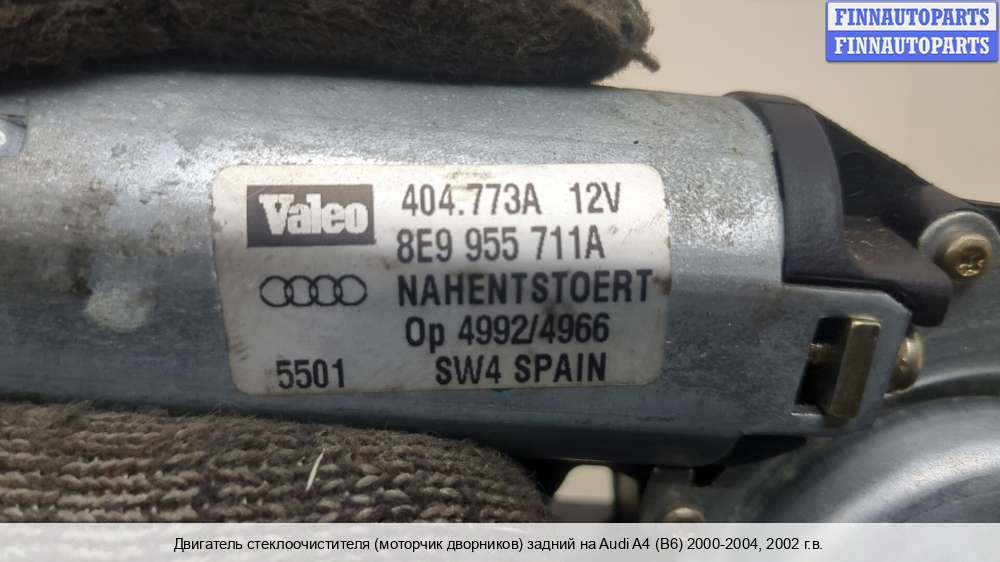 FINNAUTOPARTS
FINNAUTOPARTS
Valeo 404.773A 12V
8E9 955 711A
NAHENTSTOERT
Op 4992/4966
5501 SW4 SPAIN
Двигатель стеклоочистителя (моторчик дворников) задний на Audi A4 (B6) 2000-2004, 2002 г.в.